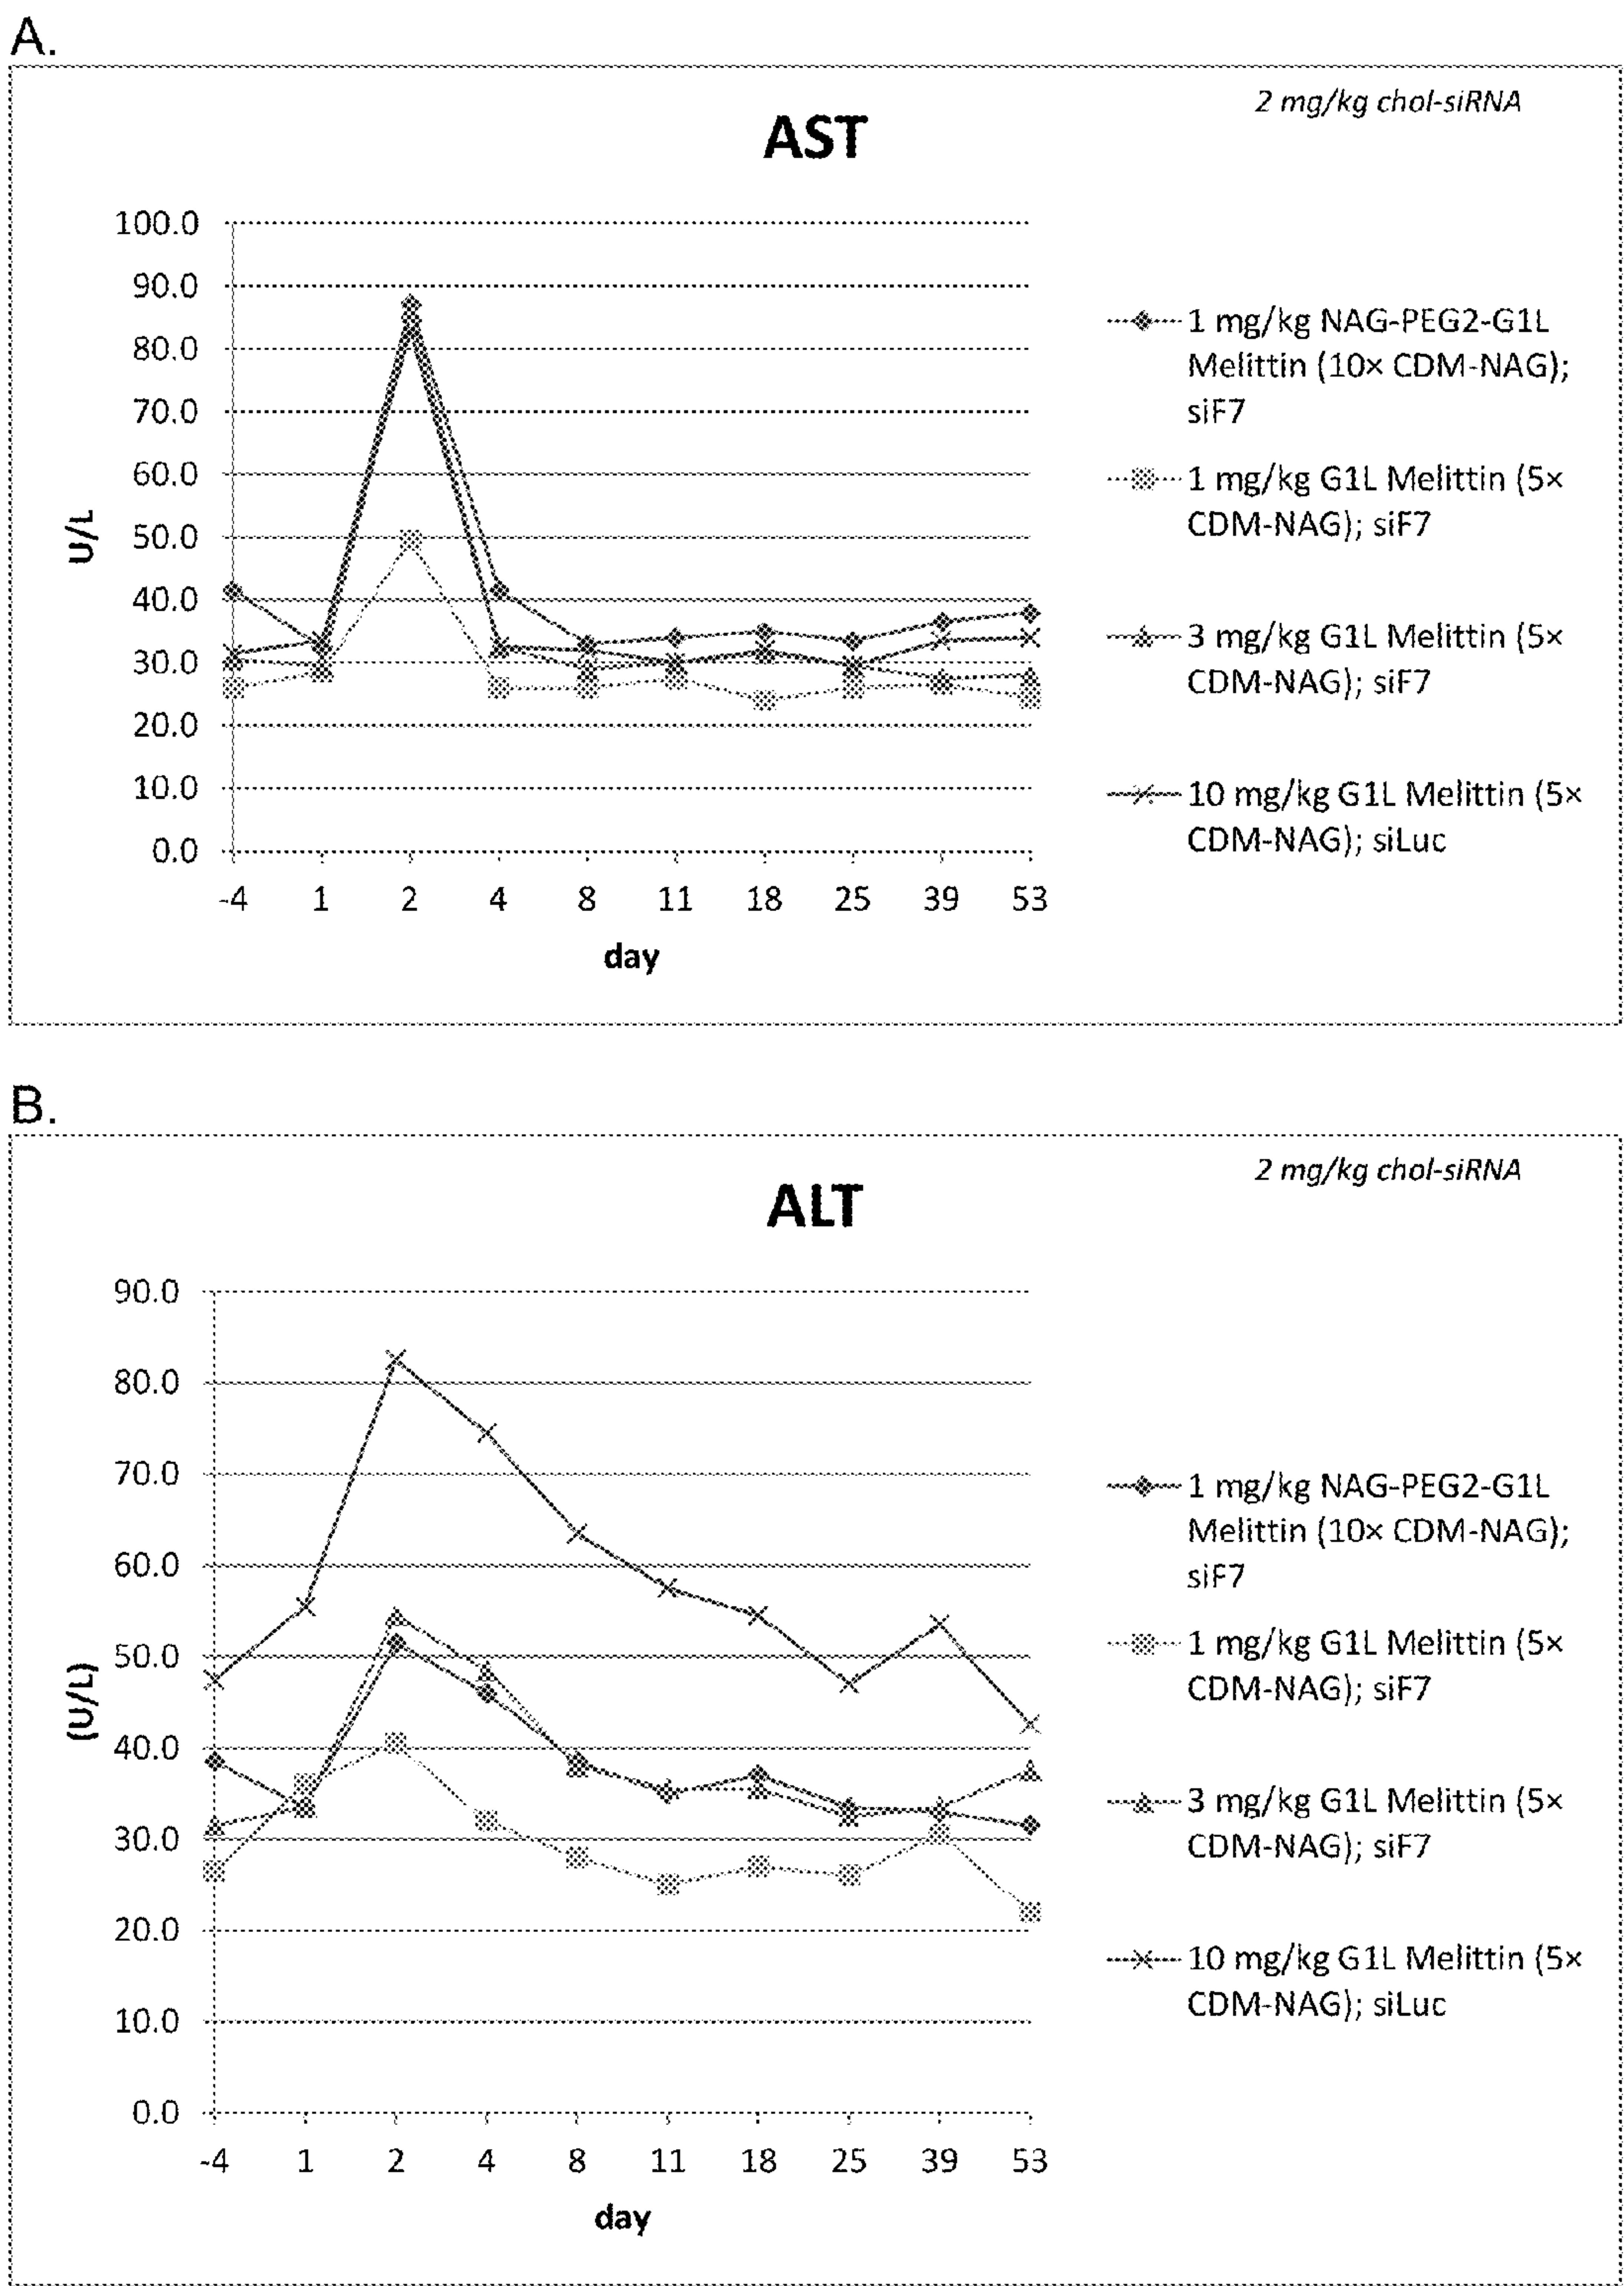 A.
2 mg/kg chol-siRNA
AST
100.0
90.0
80.0
70.0
60.0
50.0
40.0
30.0
20.0
10.0
0.0
U/L
-4 1 2 4 8 11 18 25 39 53
day
1 mg/kg NAG-PEG2-G1L
Melittin (10× CDM-NAG);
siF7
1 mg/kg G1L Melittin (5×
CDM-NAG); siF7
3 mg/kg G1L Melittin (5×
CDM-NAG); siF7
10 mg/kg G1L Melittin (5×
CDM-NAG); siLuc
B.
2 mg/kg chol-siRNA
ALT
90.0
80.0
70.0
60.0
50.0
40.0
30.0
20.0
10.0
0.0
(U/L)
-4 1 2 4 8 11 18 25 39 53
day
1 mg/kg NAG-PEG2-G1L
Melittin (10× CDM-NAG);
siF7
1 mg/kg G1L Melittin (5×
CDM-NAG); siF7
3 mg/kg G1L Melittin (5×
CDM-NAG); siF7
10 mg/kg G1L Melittin (5×
CDM-NAG); siLuc